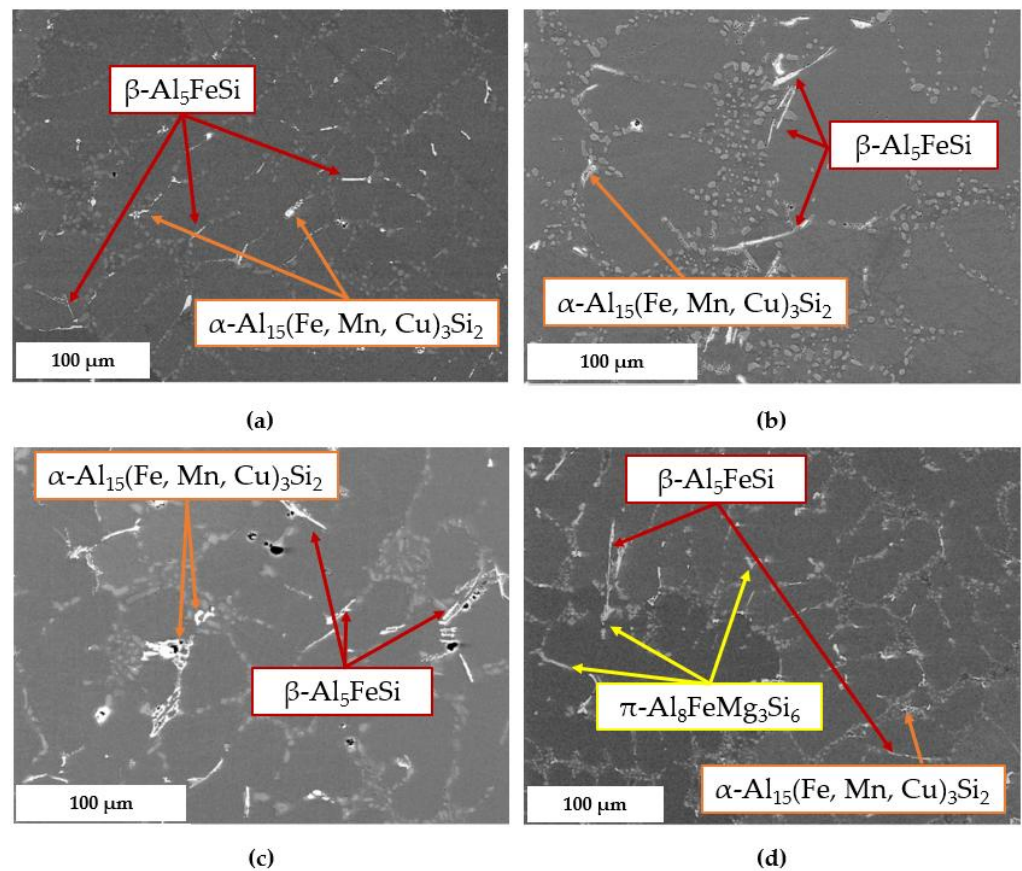 β-Al₅FeSi
α-Al₁₅(Fe, Mn, Cu)₃Si₂
100 µm
(a)
β-Al₅FeSi
α-Al₁₅(Fe, Mn, Cu)₃Si₂
100 µm
(b)
α-Al₁₅(Fe, Mn, Cu)₃Si₂
β-Al₅FeSi
100 µm
(c)
β-Al₅FeSi
π-Al₈FeMg₃Si₆
α-Al₁₅(Fe, Mn, Cu)₃Si₂
100 µm
(d)